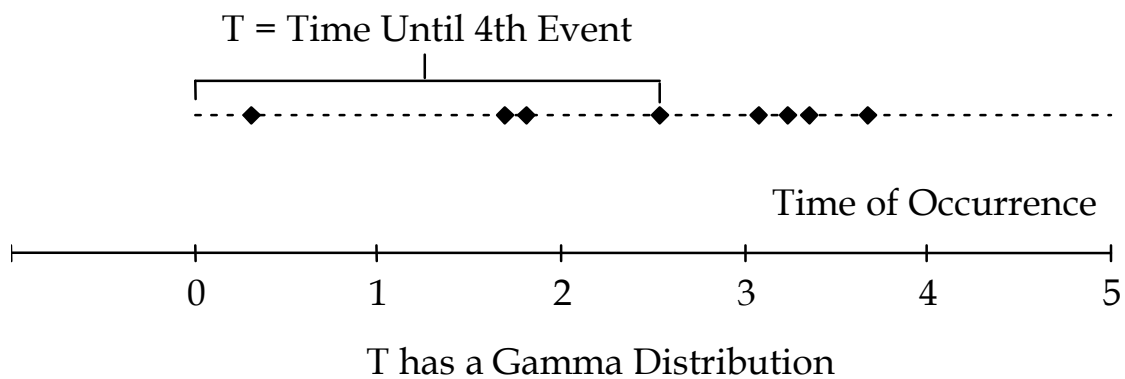 T = Time Until 4th Event
Time of Occurrence
0 1 2 3 4 5
T has a Gamma Distribution